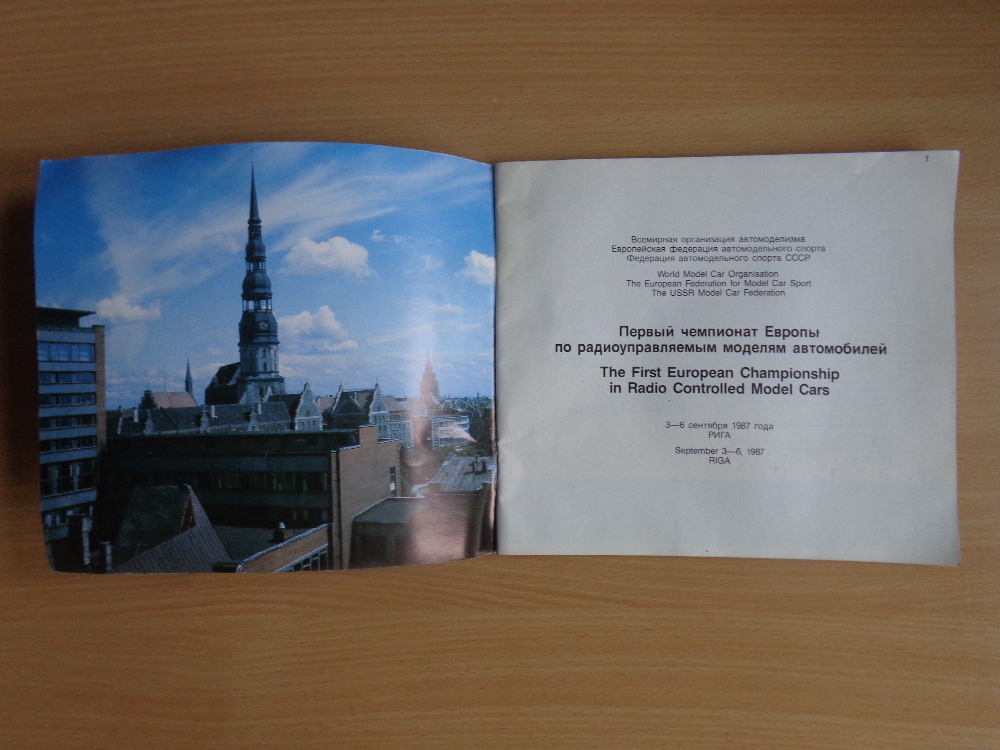 1
Всемирная организация автомоделизма
Европейская федерация автомодельного спорта
Федерация автомодельного спорта СССР
World Model Car Organisation
The European Federation for Model Car Sport
The USSR Model Car Federation
Первый чемпионат Европы
по радиоуправляемым моделям автомобилей
The First European Championship
in Radio Controlled Model Cars
3—6 сентября 1987 года
РИГА
September 3—6, 1987
RIGA